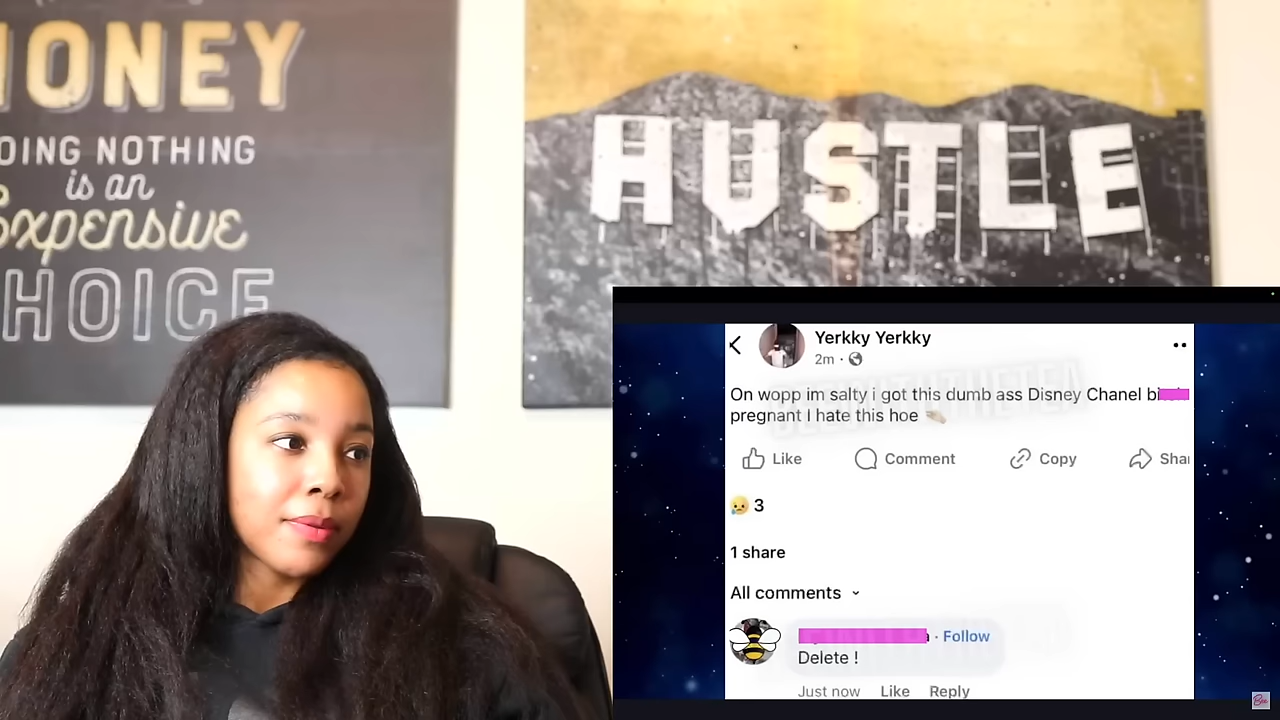 MONEY
DOING NOTHING
is an
Expensive
CHOICE
HUSTLE
Yerkky Yerkky
2m ·
On wopp im salty i got this dumb ass Disney Chanel bi
pregnant I hate this hoe
Like
Comment
Copy
Shar
3
1 share
All comments
a · Follow
Delete !
Just now Like Reply
Bee